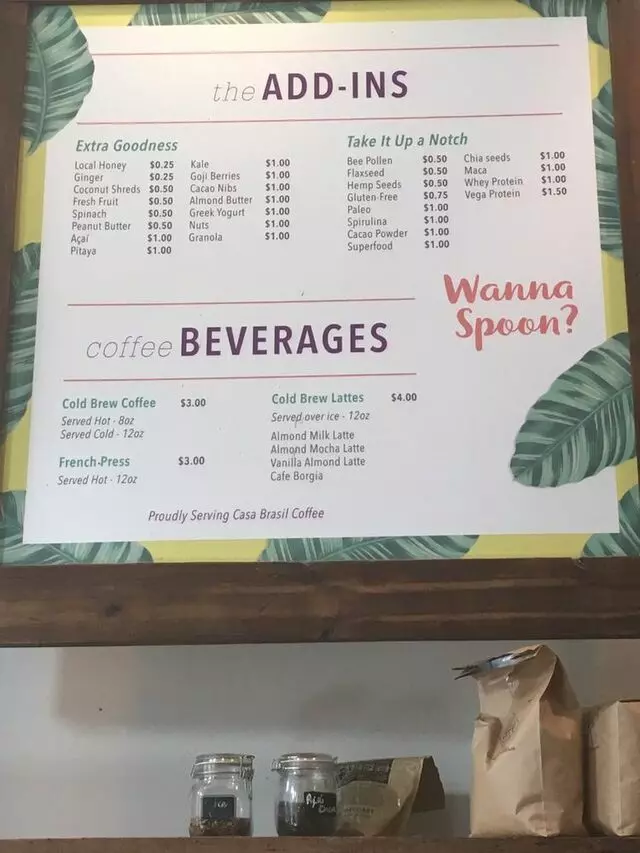 the ADD-INS
Extra Goodness
Local Honey $0.25
Ginger $0.25
Coconut Shreds $0.50
Fresh Fruit $0.50
Spinach $0.50
Peanut Butter $0.50
Açaí $1.00
Pitaya $1.00
Kale $1.00
Goji Berries $1.00
Cacao Nibs $1.00
Almond Butter $1.00
Greek Yogurt $1.00
Nuts $1.00
Granola $1.00
Take It Up a Notch
Bee Pollen $0.50
Flaxseed $0.50
Hemp Seeds $0.50
Gluten-Free $0.75
Paleo $1.00
Spirulina $1.00
Cacao Powder $1.00
Superfood $1.00
Chia seeds $1.00
Maca $1.00
Whey Protein $1.00
Vega Protein $1.50
Wanna
Spoon?
coffee BEVERAGES
Cold Brew Coffee $3.00
Served Hot - 8oz
Served Cold - 12oz
French-Press $3.00
Served Hot - 12oz
Cold Brew Lattes $4.00
Served over ice - 12oz
Almond Milk Latte
Almond Mocha Latte
Vanilla Almond Latte
Cafe Borgia
Proudly Serving Casa Brasil Coffee